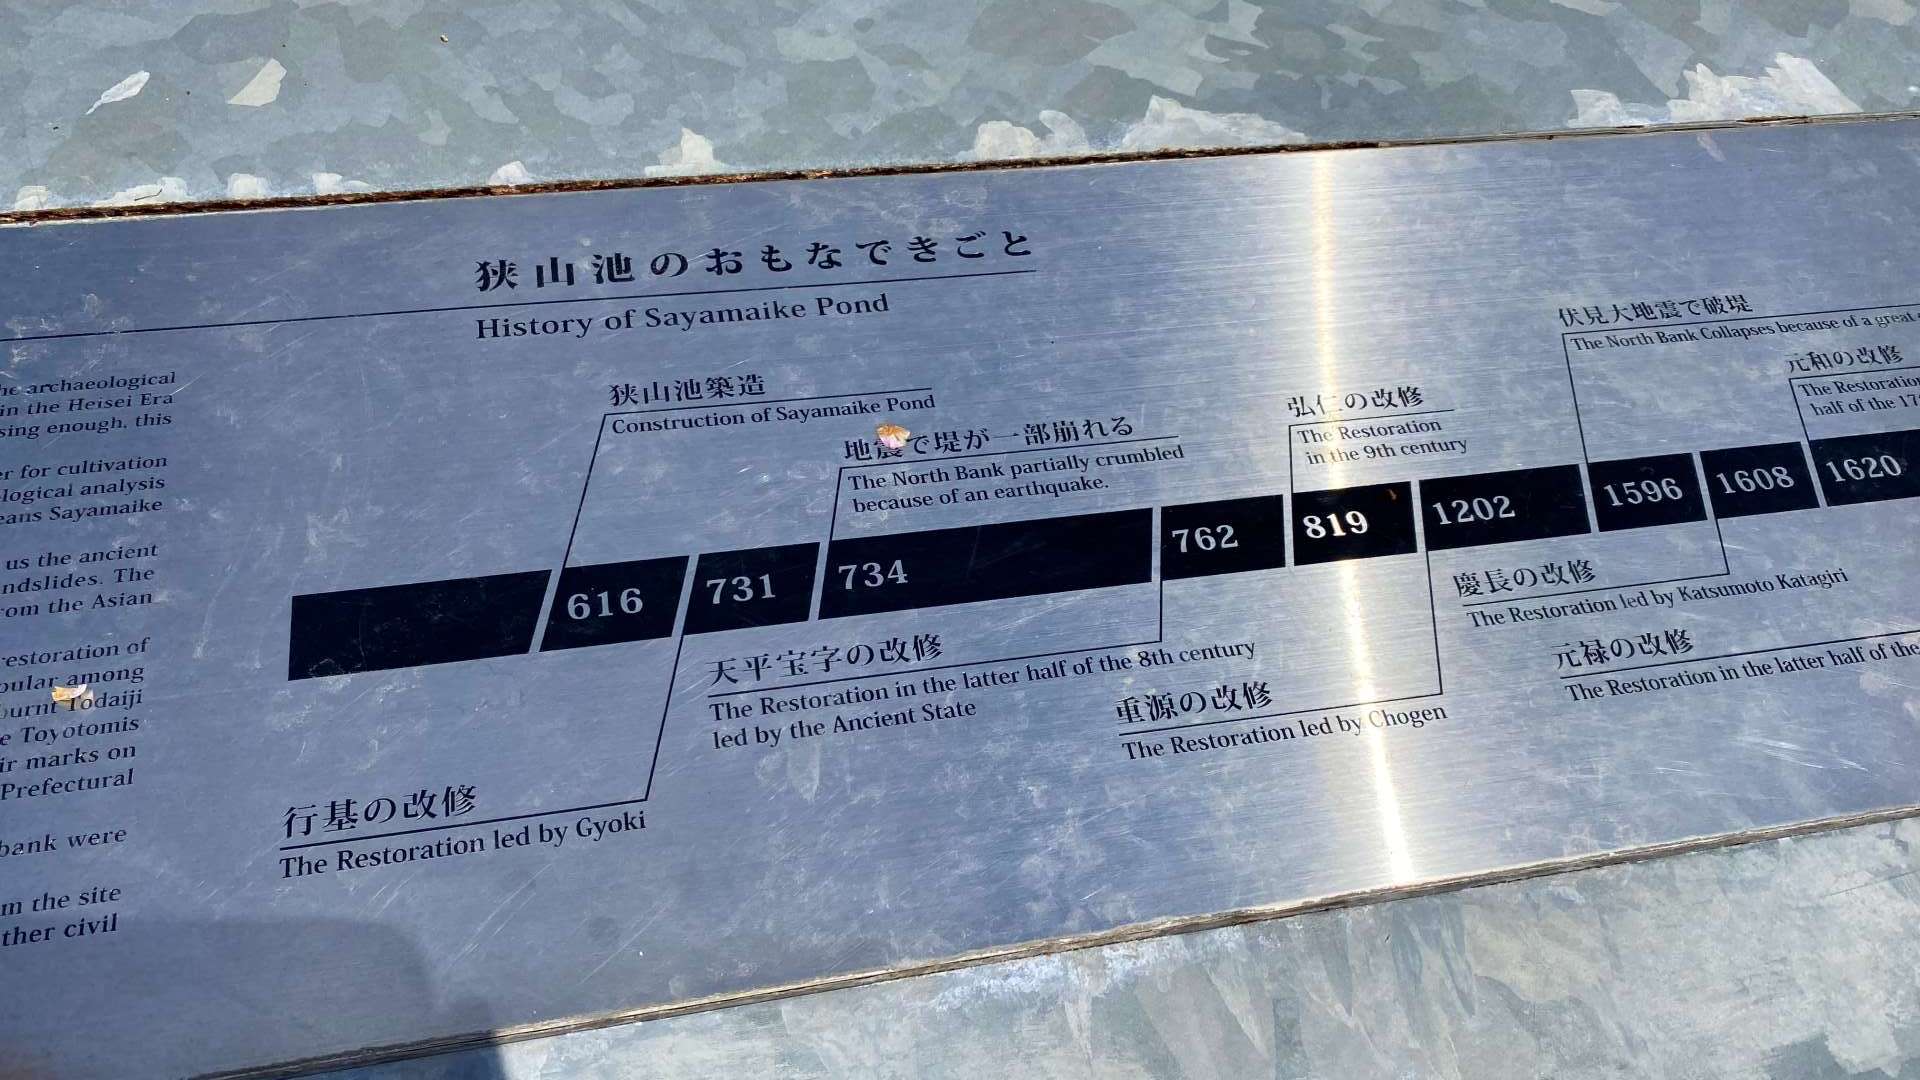 狭山池のおもなできごと
History of Sayamaike Pond
he archaeological
in the Heisei Era
sing enough, this
er for cultivation
logical analysis
eans Sayamaike
us the ancient
ndslides. The
rom the Asian
restoration of
pular among
burnt Todaiji
e Toyotomis
ir marks on
Prefectural
bank were
m the site
ther civil
狭山池築造
Construction of Sayamaike Pond
地震で堤が一部崩れる
The North Bank partially crumbled
because of an earthquake.
弘仁の改修
The Restoration
in the 9th century
伏見大地震で破堤
The North Bank Collapses because of a great
元和の改修
The Restoration
half of the 17
616 731 734 762 819 1202 1596 1608 1620
行基の改修
The Restoration led by Gyoki
天平宝字の改修
The Restoration in the latter half of the 8th century
led by the Ancient State
重源の改修
The Restoration led by Chogen
慶長の改修
The Restoration led by Katsumoto Katagiri
元禄の改修
The Restoration in the latter half of the